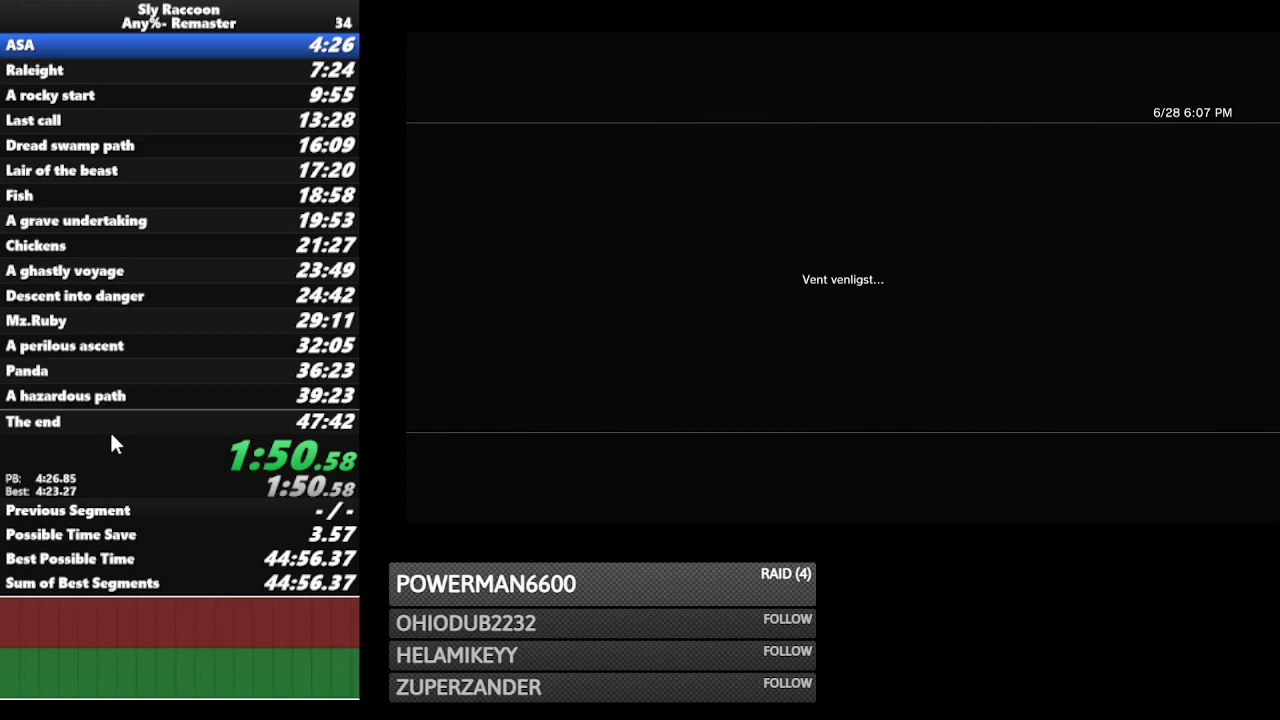 Sly Raccoon
Any%- Remaster 34
ASA 4:26
Raleight 7:24
A rocky start 9:55
Last call 13:28
Dread swamp path 16:09
Lair of the beast 17:20
Fish 18:58
A grave undertaking 19:53
Chickens 21:27
A ghastly voyage 23:49
Descent into danger 24:42
Mz.Ruby 29:11
A perilous ascent 32:05
Panda 36:23
A hazardous path 39:23
The end 47:42
1:50.58
PB: 4:26.85
Best: 4:23.27
1:50.58
Previous Segment - / -
Possible Time Save 3.57
Best Possible Time 44:56.37
Sum of Best Segments 44:56.37
6/28 6:07 PM
Vent venligst...
POWERMAN6600 RAID (4)
OHIODUB2232 FOLLOW
HELAMIKEYY FOLLOW
ZUPERZANDER FOLLOW